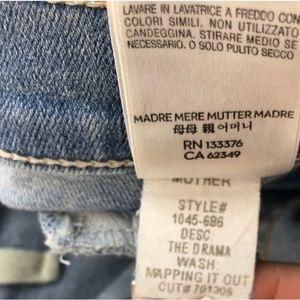 LAVARE IN LAVATRICE A FREDDO CON
COLORI SIMILI. NON UTILIZZARE
CANDEGGINA. STIRARE MEDIO SE
NECESSARIO. O SOLO PULITO SECCO
MADRE MERE MUTTER MADRE
母母 親 어머니
RN 133376
CA 62349
MOTHER
STYLE#
1045-686
DESC
THE DRAMA
WASH:
MAPPING IT OUT
CUT# 701309